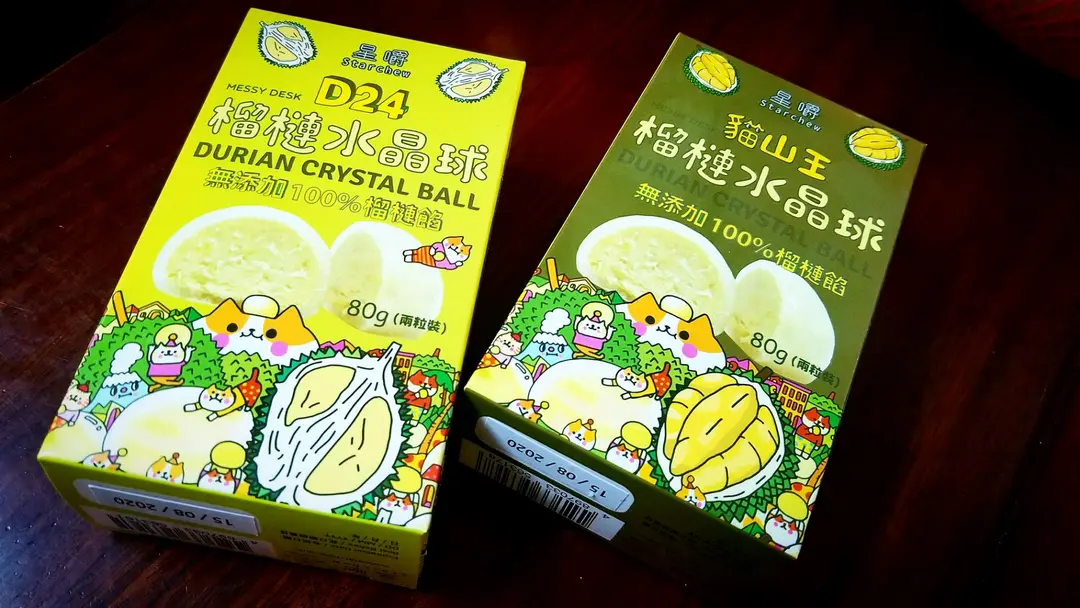 星嚼
Starchew
MESSY DESK
D24
榴槤水晶球
DURIAN CRYSTAL BALL
無添加100%榴槤餡
80g (兩粒裝)
15/08/2020
星嚼
Starchew
MESSY DESK
貓山王
榴槤水晶球
DURIAN CRYSTAL BALL
無添加100%榴槤餡
80g (兩粒裝)
15/08/2020